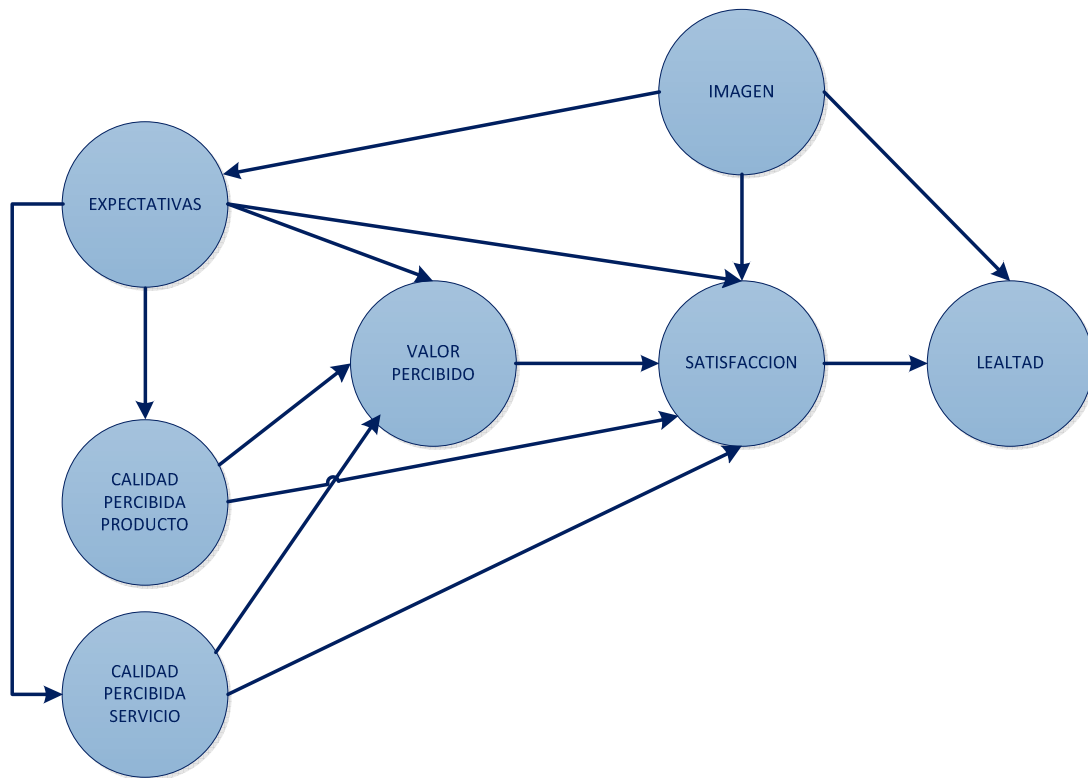 IMAGEN
EXPECTATIVAS
VALOR
PERCIBIDO
SATISFACCION
LEALTAD
CALIDAD
PERCIBIDA
PRODUCTO
CALIDAD
PERCIBIDA
SERVICIO